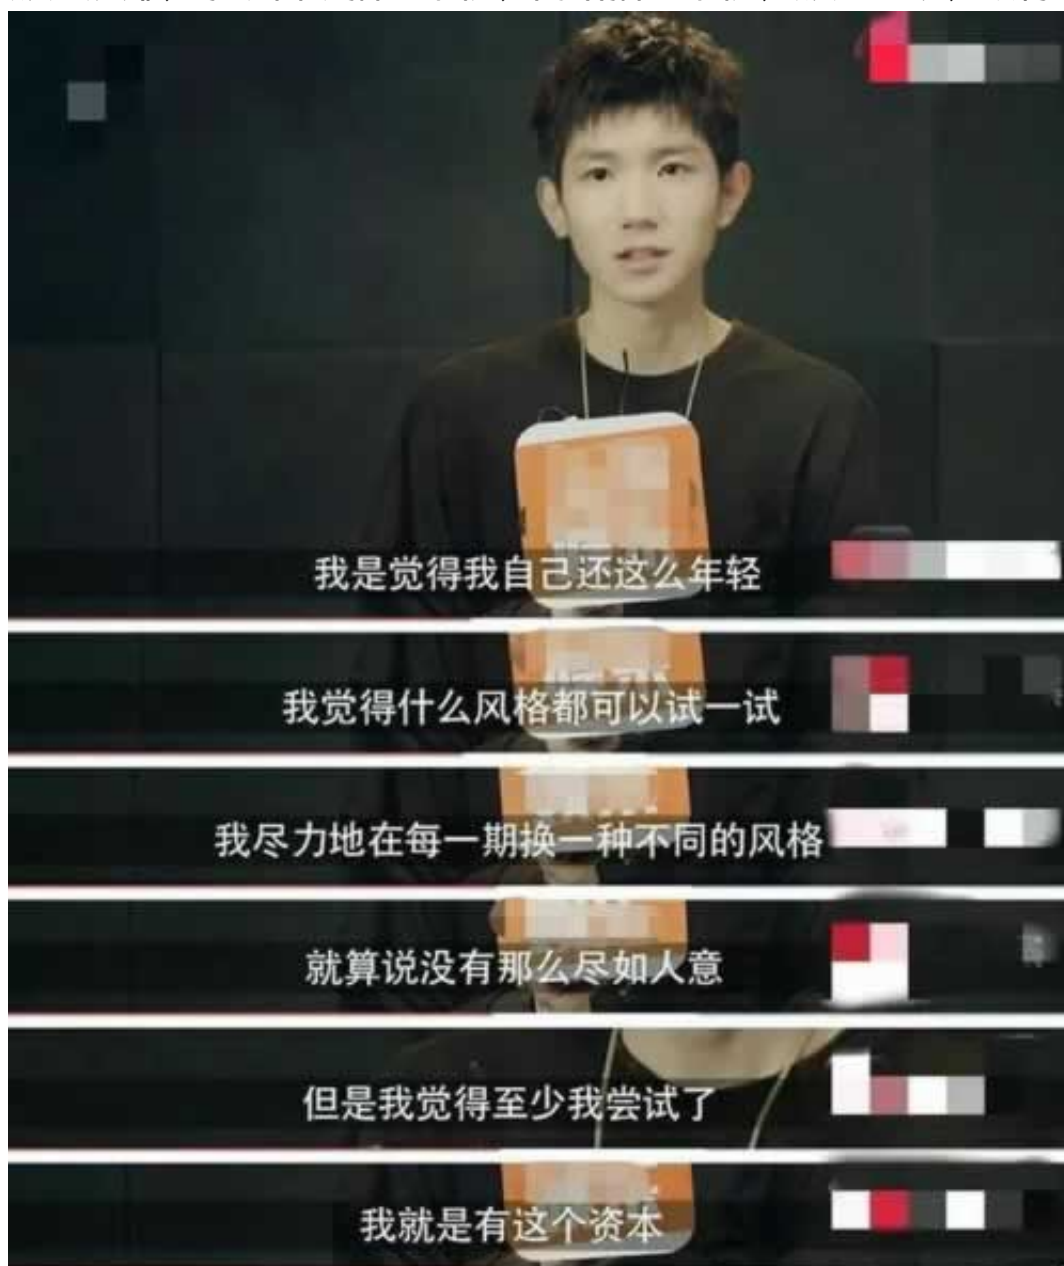 我是觉得我自己还这么年轻
我觉得什么风格都可以试一试
我尽力地在每一期换一种不同的风格
就算说没有那么尽如人意
但是我觉得至少我尝试了
我就是有这个资本